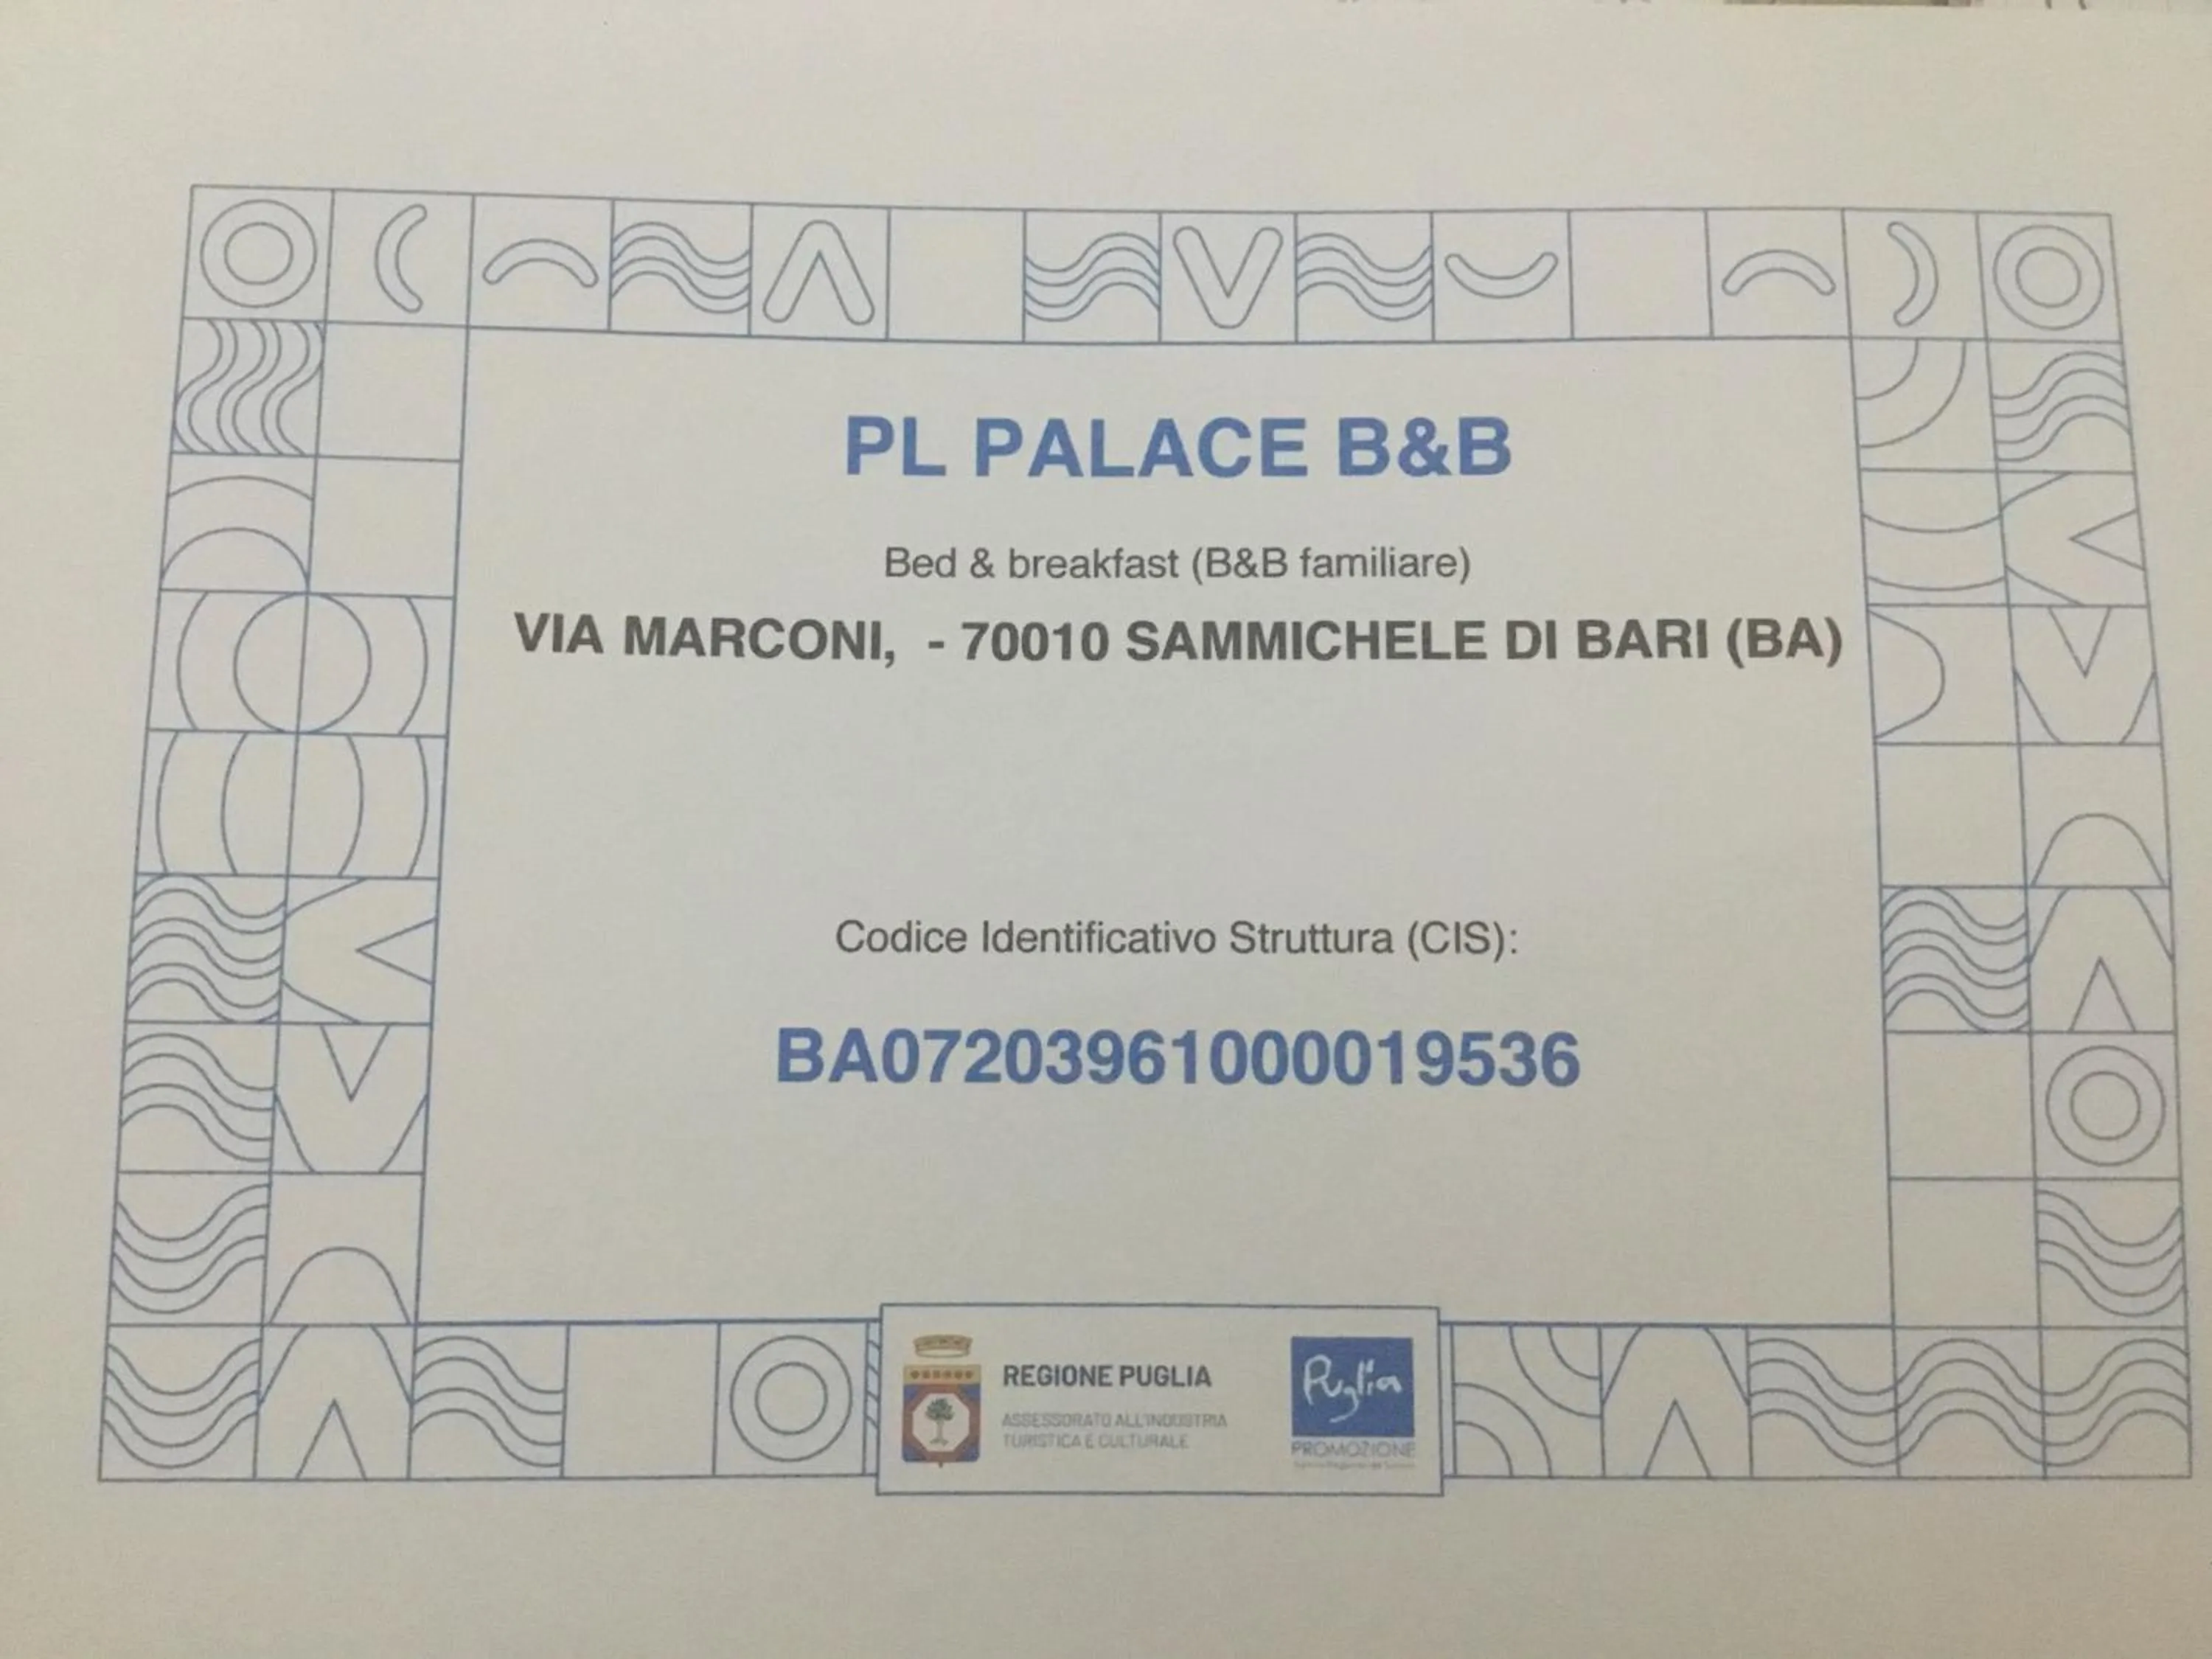 PL PALACE B&B
Bed & breakfast (B&B familiare)
VIA MARCONI, - 70010 SAMMICHELE DI BARI (BA)
Codice Identificativo Struttura (CIS):
BA07203961000019536
REGIONE PUGLIA
ASSESSORATO ALL'INDUSTRIA
TURISTICA E CULTURALE
Puglia
PROMOZIONE